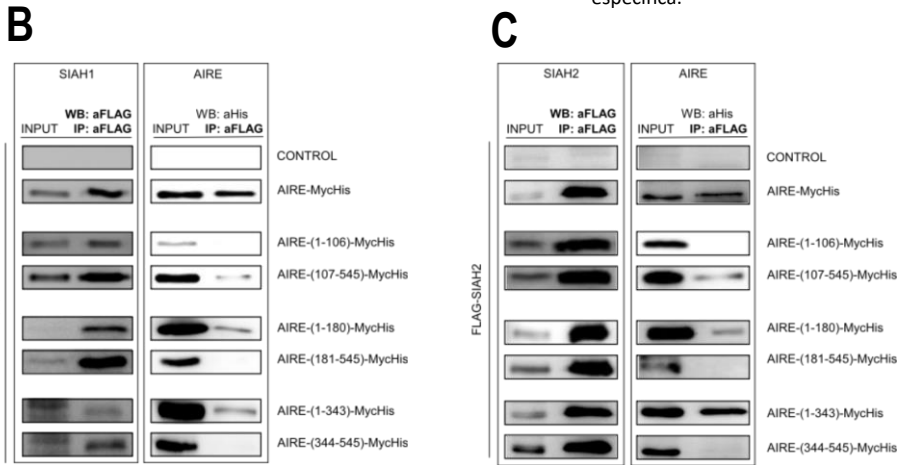 específica.
B
SIAH1
AIRE
WB: aFLAG
WB: aHis
INPUT
IP: aFLAG
INPUT
IP: aFLAG
CONTROL
AIRE-MycHis
AIRE-(1-106)-MycHis
AIRE-(107-545)-MycHis
AIRE-(1-180)-MycHis
AIRE-(181-545)-MycHis
AIRE-(1-343)-MycHis
AIRE-(344-545)-MycHis
C
SIAH2
AIRE
WB: aFLAG
WB: aHis
INPUT
IP: aFLAG
INPUT
IP: aFLAG
FLAG-SIAH2
CONTROL
AIRE-MycHis
AIRE-(1-106)-MycHis
AIRE-(107-545)-MycHis
AIRE-(1-180)-MycHis
AIRE-(181-545)-MycHis
AIRE-(1-343)-MycHis
AIRE-(344-545)-MycHis